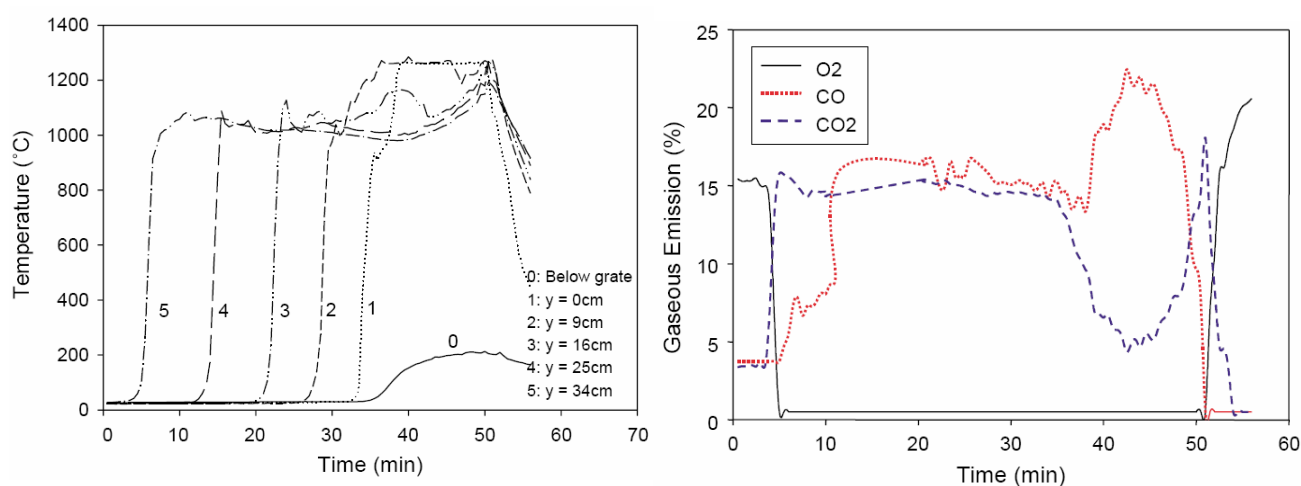 1400
1200
1000
800
600
400
200
0
Temperature (°C)
5
4
3
2
1
0
0: Below grate
1: y = 0cm
2: y = 9cm
3: y = 16cm
4: y = 25cm
5: y = 34cm
0 10 20 30 40 50 60 70
Time (min)
25
20
15
10
5
0
Gaseous Emission (%)
O2
CO
CO2
0 10 20 30 40 50 60
Time (min)